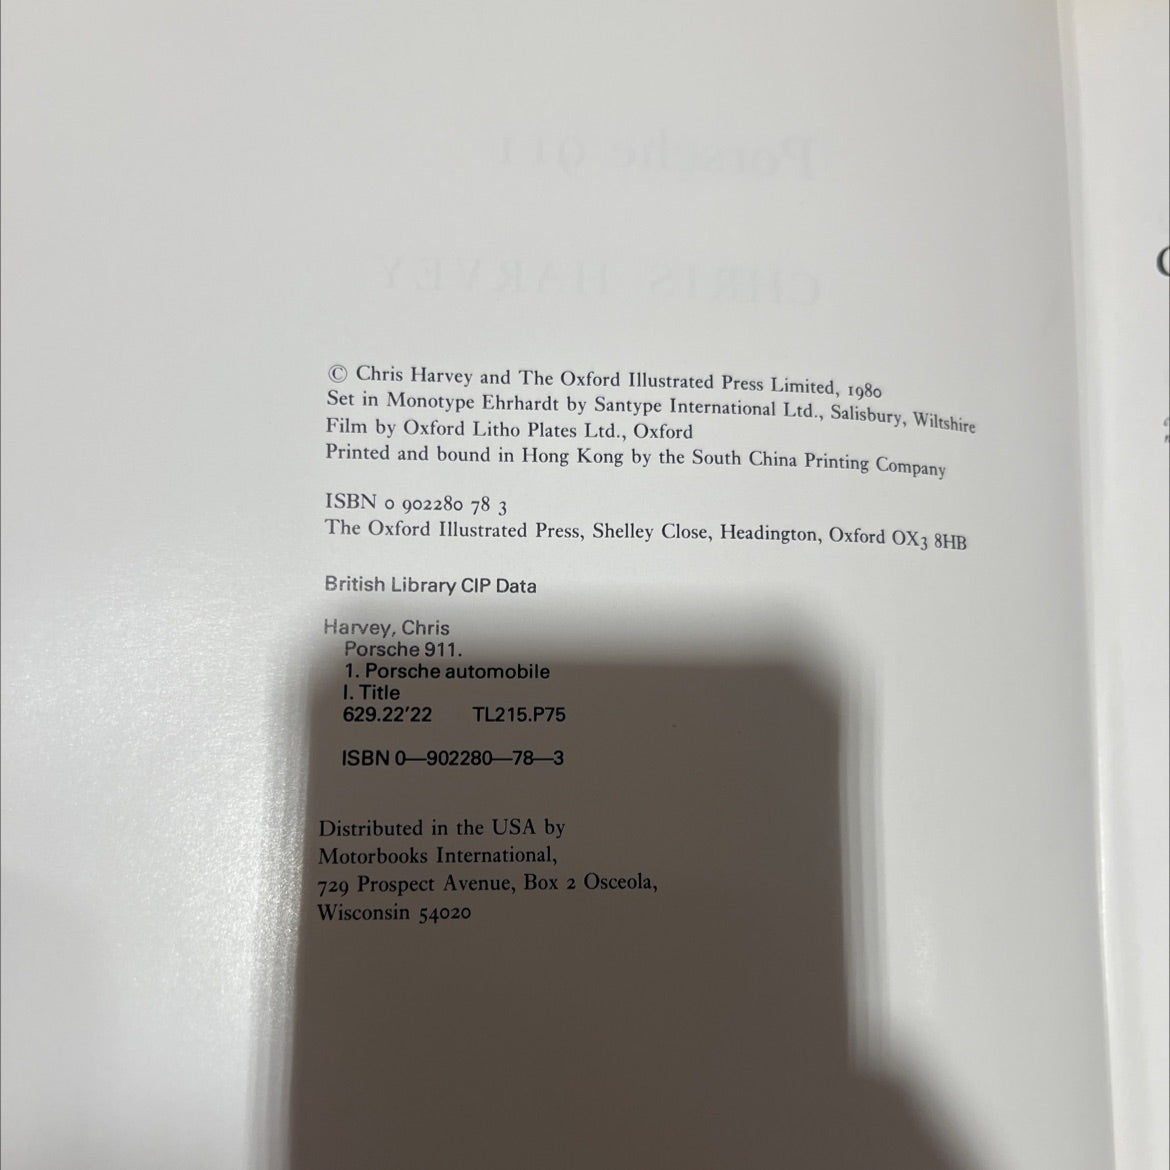 Porsche 911
CHRIS HARVEY
© Chris Harvey and The Oxford Illustrated Press Limited, 1980
Set in Monotype Ehrhardt by Santype International Ltd., Salisbury, Wiltshire
Film by Oxford Litho Plates Ltd., Oxford
Printed and bound in Hong Kong by the South China Printing Company
ISBN 0 902280 78 3
The Oxford Illustrated Press, Shelley Close, Headington, Oxford OX3 8HB
British Library CIP Data
Harvey, Chris
Porsche 911.
1. Porsche automobile
I. Title
629.22'22 TL215.P75
ISBN 0—902280—78—3
Distributed in the USA by
Motorbooks International,
729 Prospect Avenue, Box 2 Osceola,
Wisconsin 54020